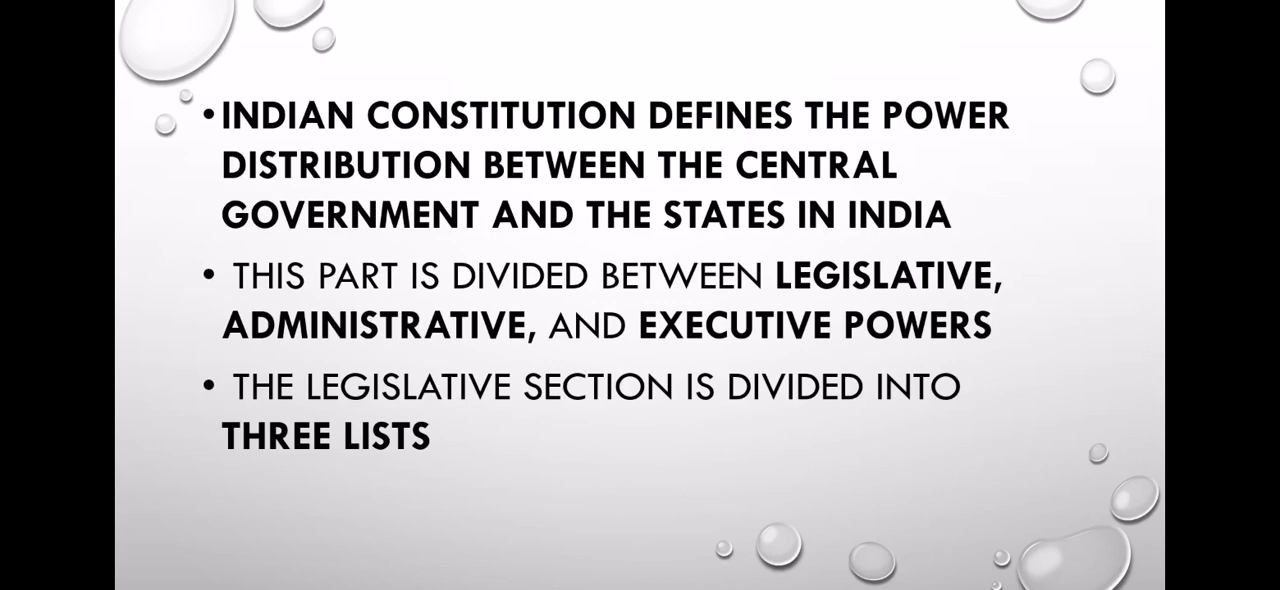 • INDIAN CONSTITUTION DEFINES THE POWER
DISTRIBUTION BETWEEN THE CENTRAL
GOVERNMENT AND THE STATES IN INDIA
• THIS PART IS DIVIDED BETWEEN LEGISLATIVE,
ADMINISTRATIVE, AND EXECUTIVE POWERS
• THE LEGISLATIVE SECTION IS DIVIDED INTO
THREE LISTS